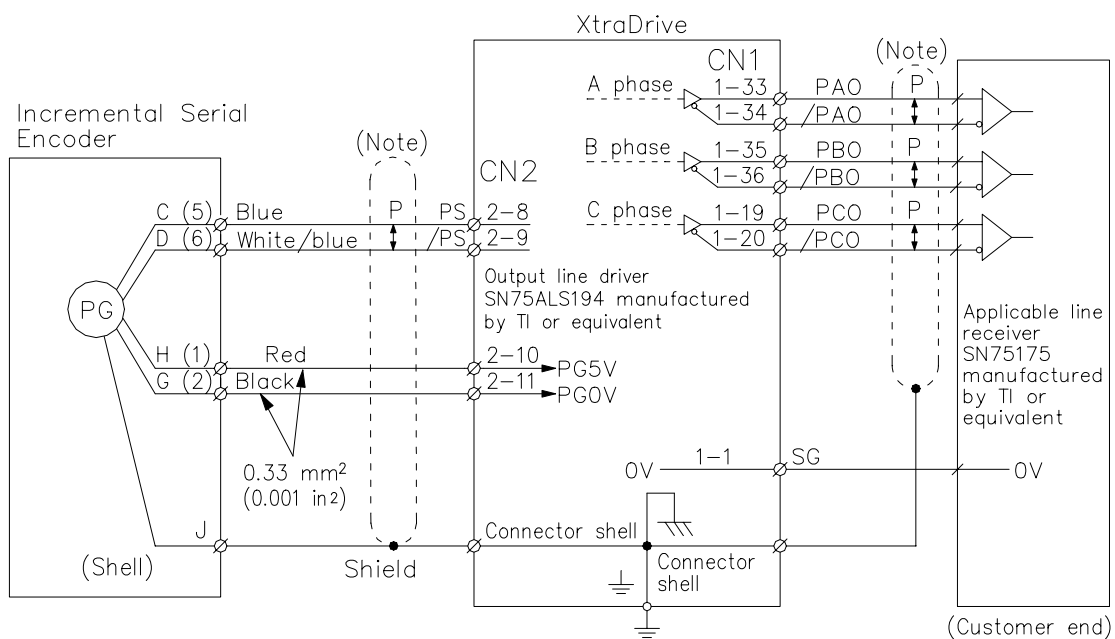 XtraDrive
Incremental Serial
Encoder
(Note)
CN2
CN1
(Note)
A phase
1-33
PAO
P
1-34
/PAO
B phase
1-35
PBO
P
1-36
/PBO
C phase
1-19
PCO
P
1-20
/PCO
C (5)
Blue
P
PS
2-8
D (6)
White/blue
/PS
2-9
PG
Output line driver
SN75ALS194 manufactured
by TI or equivalent
Applicable line
receiver
SN75175
manufactured
by TI or
equivalent
H (1)
Red
2-10
PG5V
G (2)
Black
2-11
PG0V
0.33 mm²
(0.001 in²)
0V
1-1
SG
0V
J
Connector shell
(Shell)
Shield
Connector
shell
(Customer end)